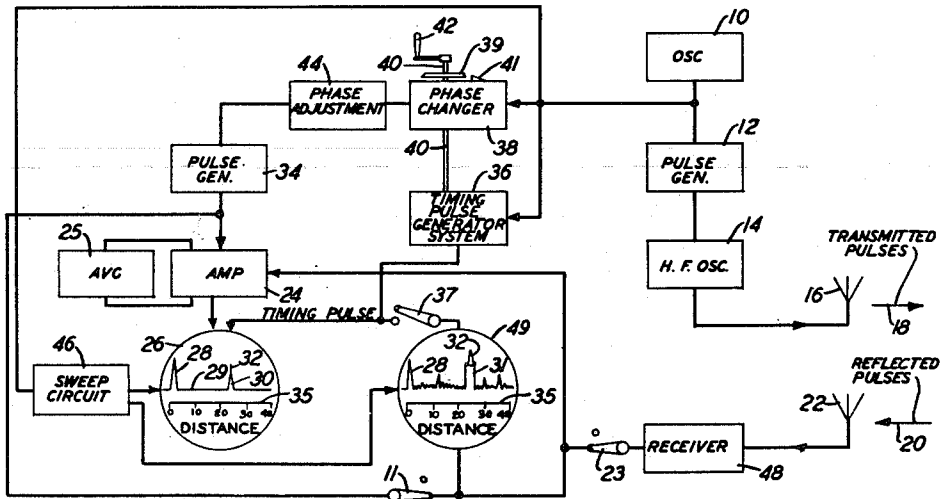 42
10
39
44
40
41
OSC
PHASE
ADJUSTMENT
PHASE
CHANGER
12
40
38
PULSE
GEN.
34
36
PULSE
GEN.
TIMING
PULSE
GENERATOR
SYSTEM
14
25
TRANSMITTED
PULSES
AVC
AMP
H. F. OSC.
16
24
37
18
TIMING PULSE
26
49
46
28
32
32
REFLECTED
PULSES
29
30
28
31
SWEEP
CIRCUIT
35
35
22
0 10 20 30 40
0 10 20 30 40
DISTANCE
DISTANCE
20
RECEIVER
11
23
48